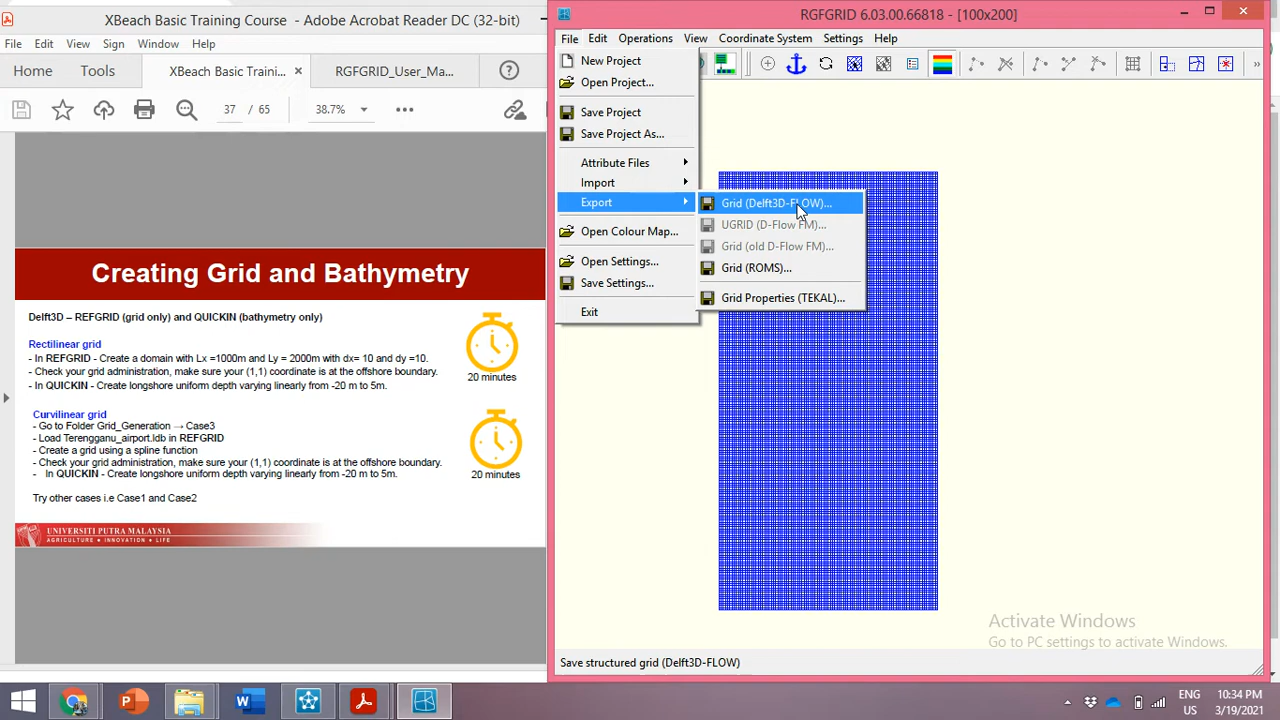 XBeach Basic Training Course - Adobe Acrobat Reader DC (32-bit)
File Edit View Sign Window Help
Home Tools XBeach Basic Traini... × RGFGRID_User_Ma...
37 / 65 38.7%
Creating Grid and Bathymetry
Delft3D – REFGRID (grid only) and QUICKIN (bathymetry only)
Rectilinear grid
- In REFGRID - Create a domain with Lx =1000m and Ly = 2000m with dx= 10 and dy =10.
- Check your grid administration, make sure your (1,1) coordinate is at the offshore boundary.
- In QUICKIN - Create longshore uniform depth varying linearly from -20 m to 5m.
20 minutes
Curvilinear grid
- Go to Folder Grid_Generation → Case3
- Load Terengganu_airport.ldb in REFGRID
- Create a grid using a spline function
- Check your grid administration, make sure your (1,1) coordinate is at the offshore boundary.
- In QUICKIN - Create longshore uniform depth varying linearly from -20 m to 5m.
20 minutes
Try other cases i.e Case1 and Case2
UNIVERSITI PUTRA MALAYSIA
AGRICULTURE • INNOVATION • LIFE
RGFGRID 6.03.00.66818 - [100x200]
File Edit Operations View Coordinate System Settings Help
New Project
Open Project...
Save Project
Save Project As...
Attribute Files
Import
Export
Open Colour Map...
Open Settings...
Save Settings...
Exit
Grid (Delft3D-FLOW)...
UGRID (D-Flow FM)...
Grid (old D-Flow FM)...
Grid (ROMS)...
Grid Properties (TEKAL)...
Activate Windows
Go to PC settings to activate Windows.
Save structured grid (Delft3D-FLOW)
ENG
US
10:34 PM
3/19/2021